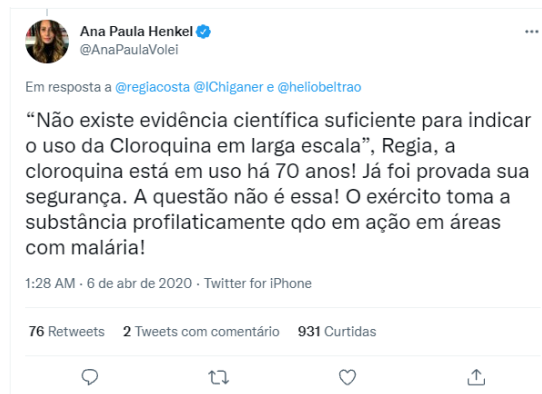 Ana Paula Henkel
@AnaPaulaVolei
Em resposta a @regiacosta @IChiganer e @heliobeltrao
“Não existe evidência científica suficiente para indicar
o uso da Cloroquina em larga escala”, Regia, a
cloroquina está em uso há 70 anos! Já foi provada sua
segurança. A questão não é essa! O exército toma a
substância profilaticamente qdo em ação em áreas
com malária!
1:28 AM · 6 de abr de 2020 · Twitter for iPhone
76 Retweets 2 Tweets com comentário 931 Curtidas